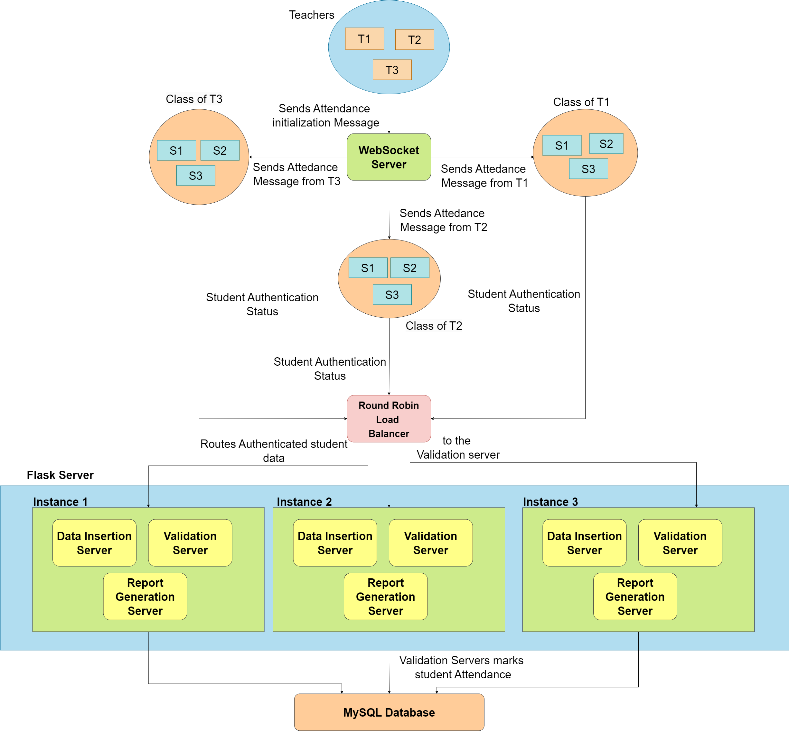 Teachers
T1
T2
T3
Class of T3
Class of T1
Sends Attendance
initialization Message
S1
S2
S3
WebSocket
Server
S1
S2
S3
Sends Attedance
Message from T3
Sends Attedance
Message from T1
Sends Attedance
Message from T2
S1
S2
S3
Student Authentication
Status
Student Authentication
Status
Class of T2
Student Authentication
Status
Round Robin
Load
Balancer
Routes Authenticated student
data
to the
Validation server
Flask Server
Instance 1
Data Insertion
Server
Validation
Server
Report
Generation
Server
Instance 2
Data Insertion
Server
Validation
Server
Report
Generation
Server
Instance 3
Data Insertion
Server
Validation
Server
Report
Generation
Server
Validation Servers marks
student Attendance
MySQL Database